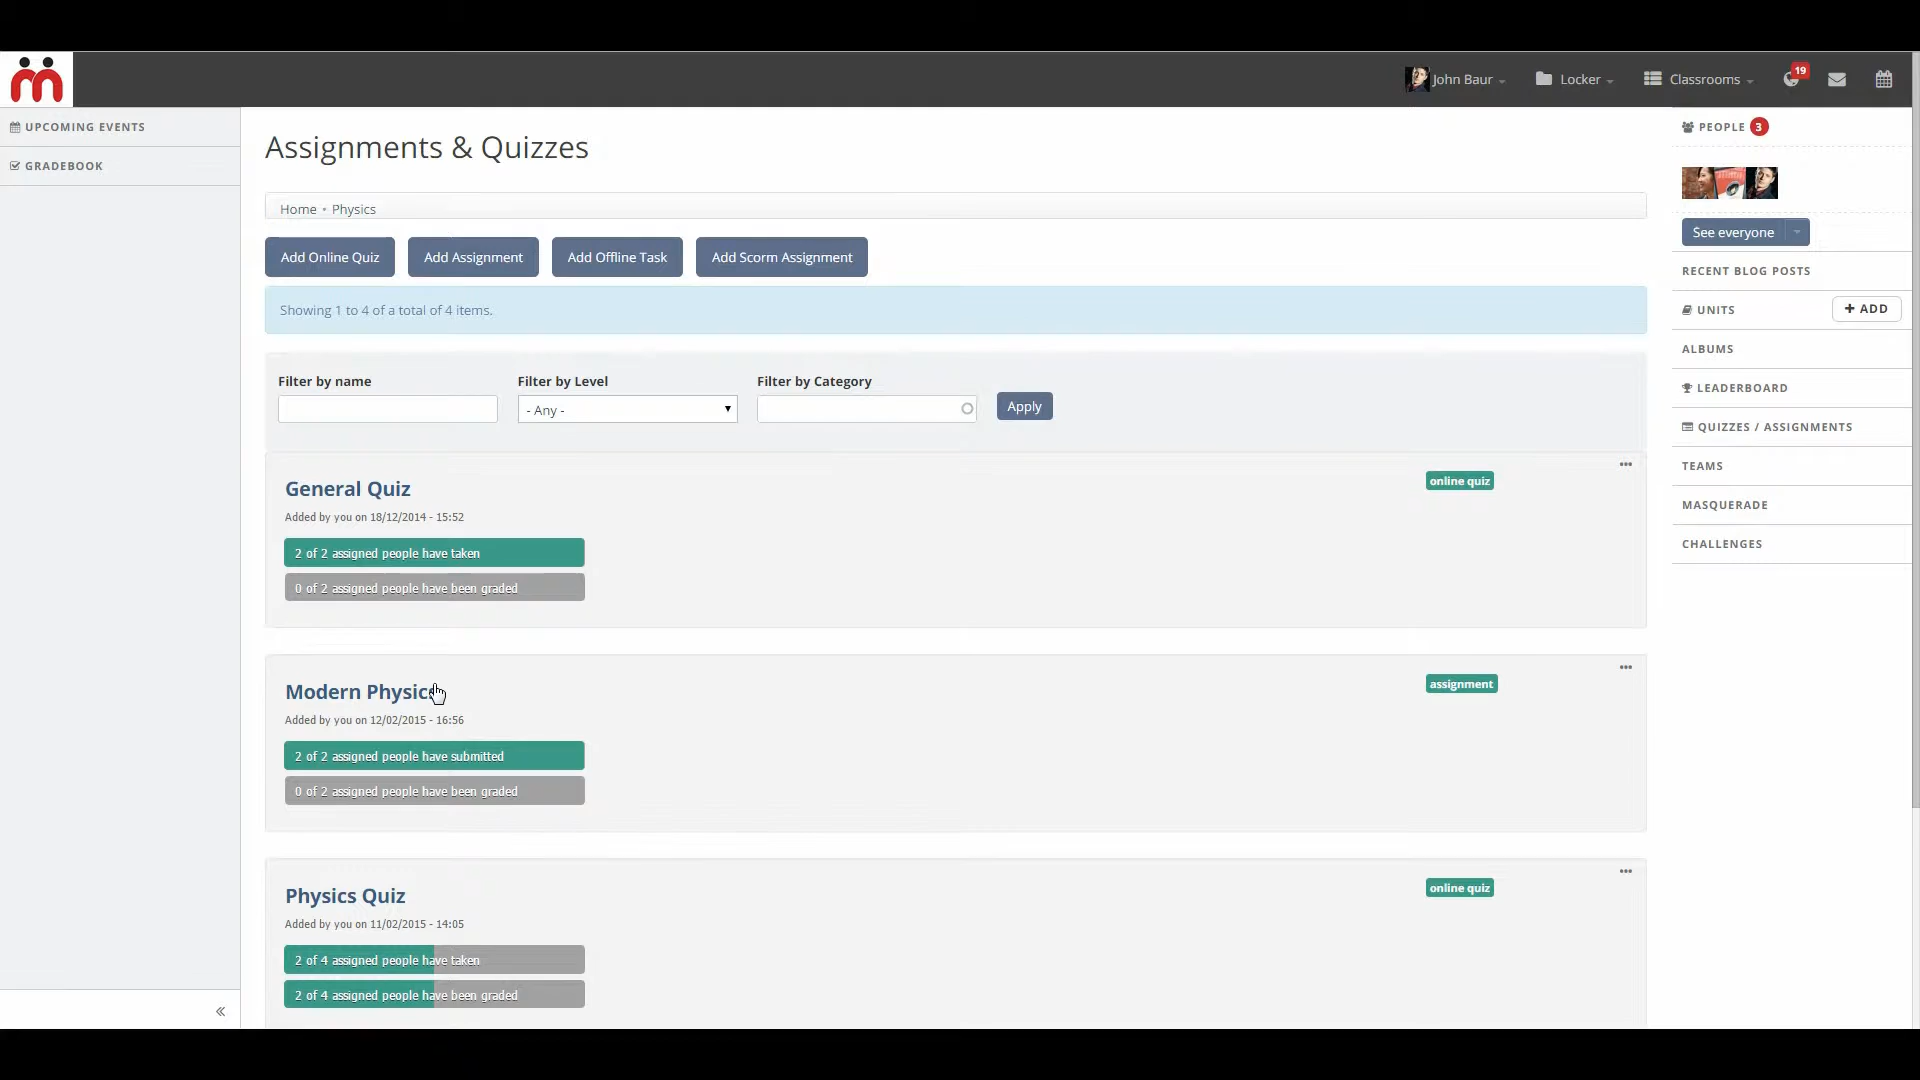 John Baur
Locker
Classrooms
19
UPCOMING EVENTS
GRADEBOOK
Assignments & Quizzes
Home • Physics
Add Online Quiz
Add Assignment
Add Offline Task
Add Scorm Assignment
Showing 1 to 4 of a total of 4 items.
Filter by name
Filter by Level
- Any -
Filter by Category
Apply
General Quiz
online quiz
Added by you on 18/12/2014 - 15:52
2 of 2 assigned people have taken
0 of 2 assigned people have been graded
Modern Physics
assignment
Added by you on 12/02/2015 - 16:56
2 of 2 assigned people have submitted
0 of 2 assigned people have been graded
Physics Quiz
online quiz
Added by you on 11/02/2015 - 14:05
2 of 4 assigned people have taken
2 of 4 assigned people have been graded
PEOPLE 3
See everyone
RECENT BLOG POSTS
UNITS
+ ADD
ALBUMS
LEADERBOARD
QUIZZES / ASSIGNMENTS
TEAMS
MASQUERADE
CHALLENGES